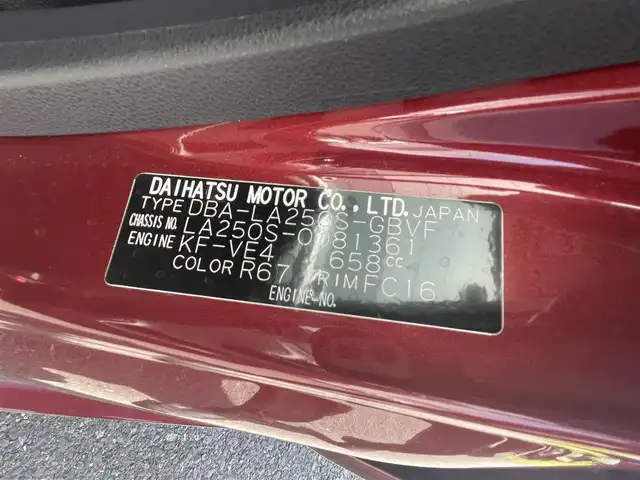 DAIHATSU MOTOR CO.,LTD. JAPAN
TYPE DBA-LA250S-GBVF
CHASSIS NO. LA250S-0081361
ENGINE KF-VE4 658cc
COLOR R67 /RIMFC16
ENGINE-NO.